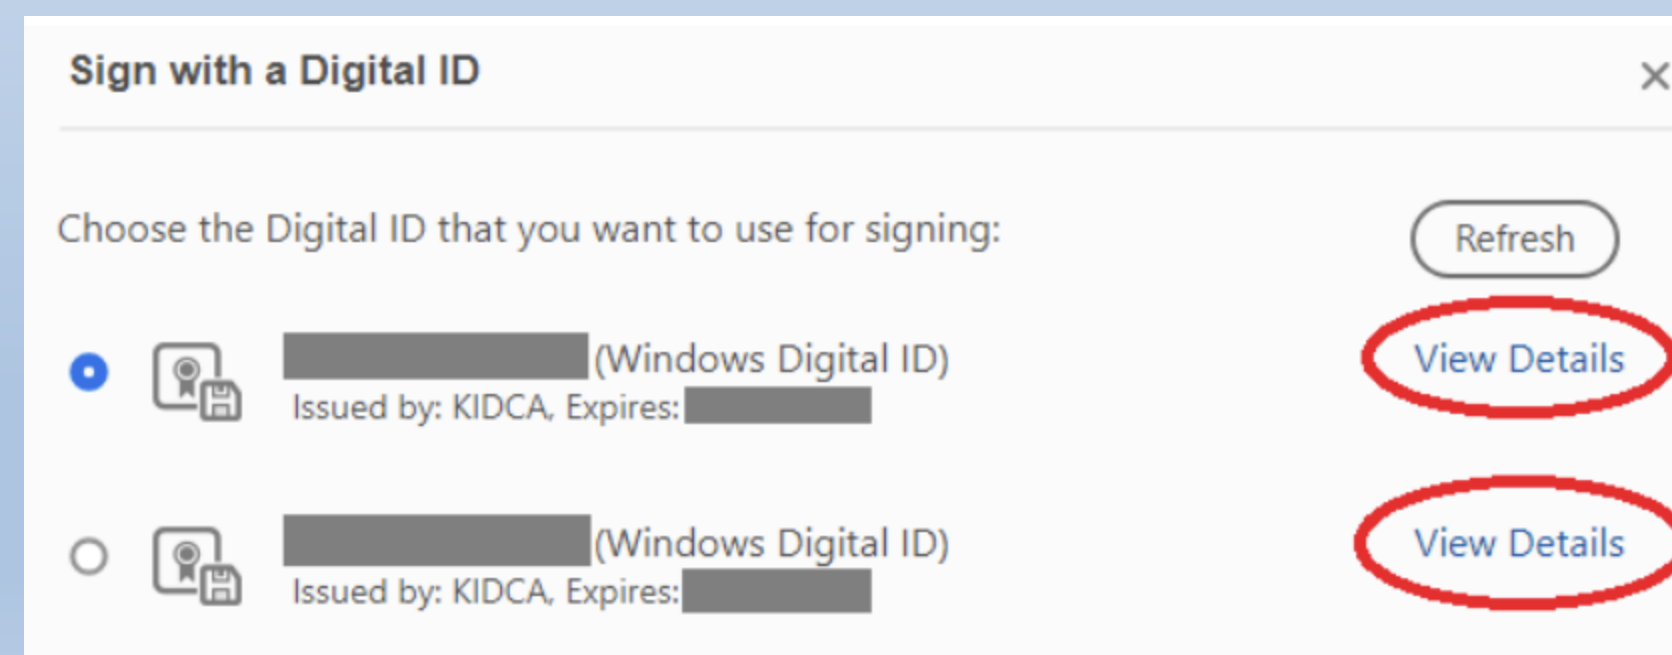 Sign with a Digital ID
Choose the Digital ID that you want to use for signing:
Refresh
(Windows Digital ID)
View Details
Issued by: KIDCA, Expires:
(Windows Digital ID)
View Details
Issued by: KIDCA, Expires: